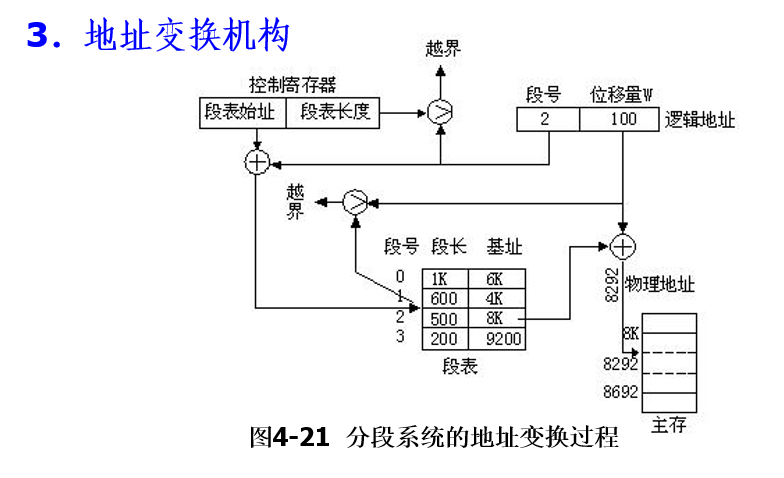 3. 地址变换机构
越界
控制寄存器
段表始址 段表长度
>
段号 位移量W
2 100 逻辑地址
+
越界
>
+
段号 段长 基址
0 1K 6K
1 600 4K
2 500 8K
3 200 9200
段表
8292
物理地址
8K
8292
8692
主存
图4-21 分段系统的地址变换过程